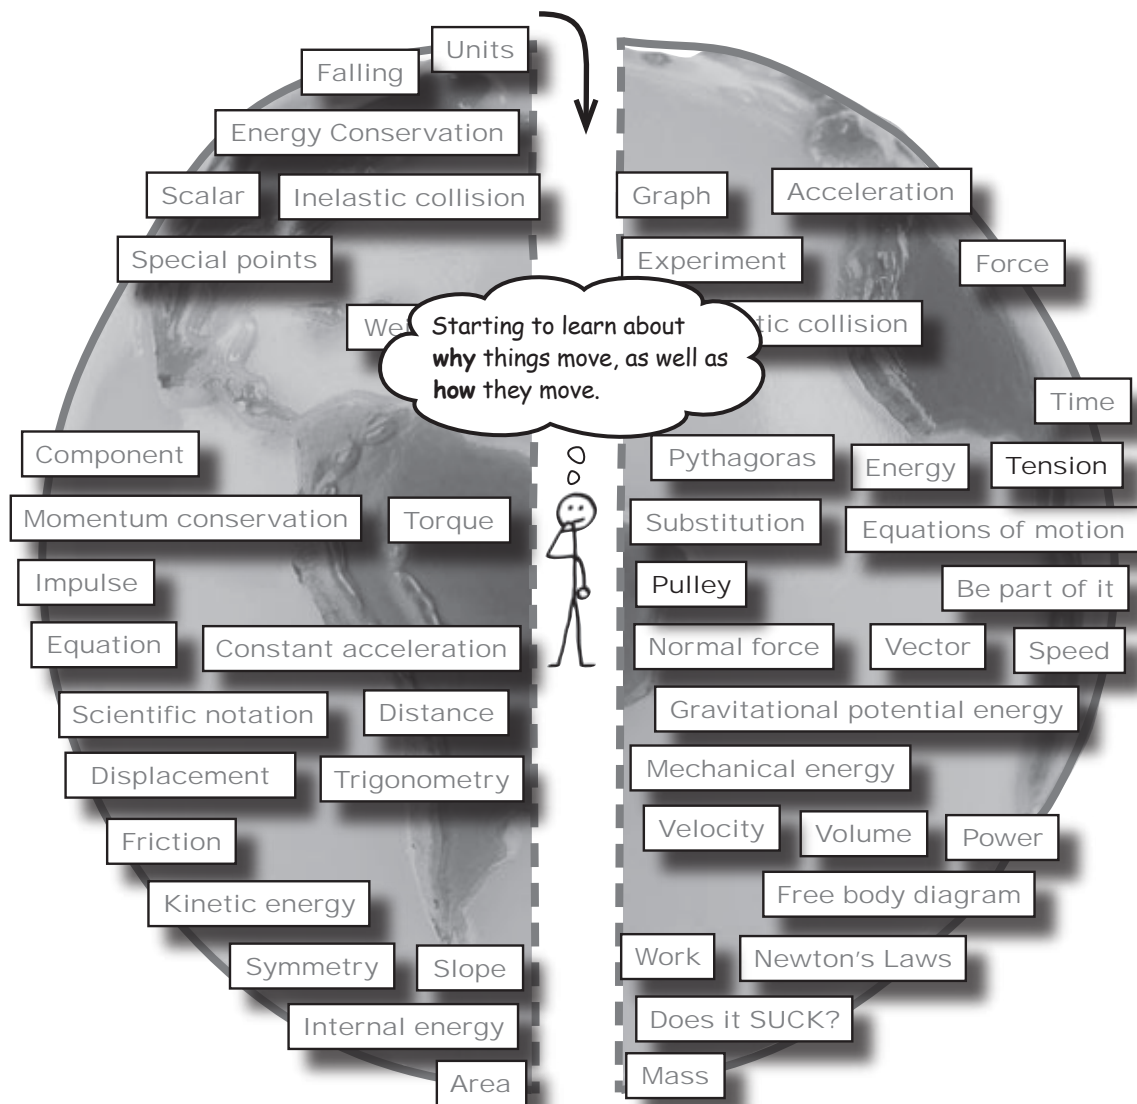 Units
Falling
Energy Conservation
Scalar
Inelastic collision
Special points
Starting to learn about
why things move, as well as
how they move.
Component
Momentum conservation
Torque
Impulse
Equation
Constant acceleration
Scientific notation
Distance
Displacement
Trigonometry
Friction
Kinetic energy
Symmetry
Slope
Internal energy
Area
Graph
Acceleration
Experiment
Force
collision
Time
Pythagoras
Energy
Tension
Substitution
Equations of motion
Pulley
Be part of it
Normal force
Vector
Speed
Gravitational potential energy
Mechanical energy
Velocity
Volume
Power
Free body diagram
Work
Newton's Laws
Does it SUCK?
Mass